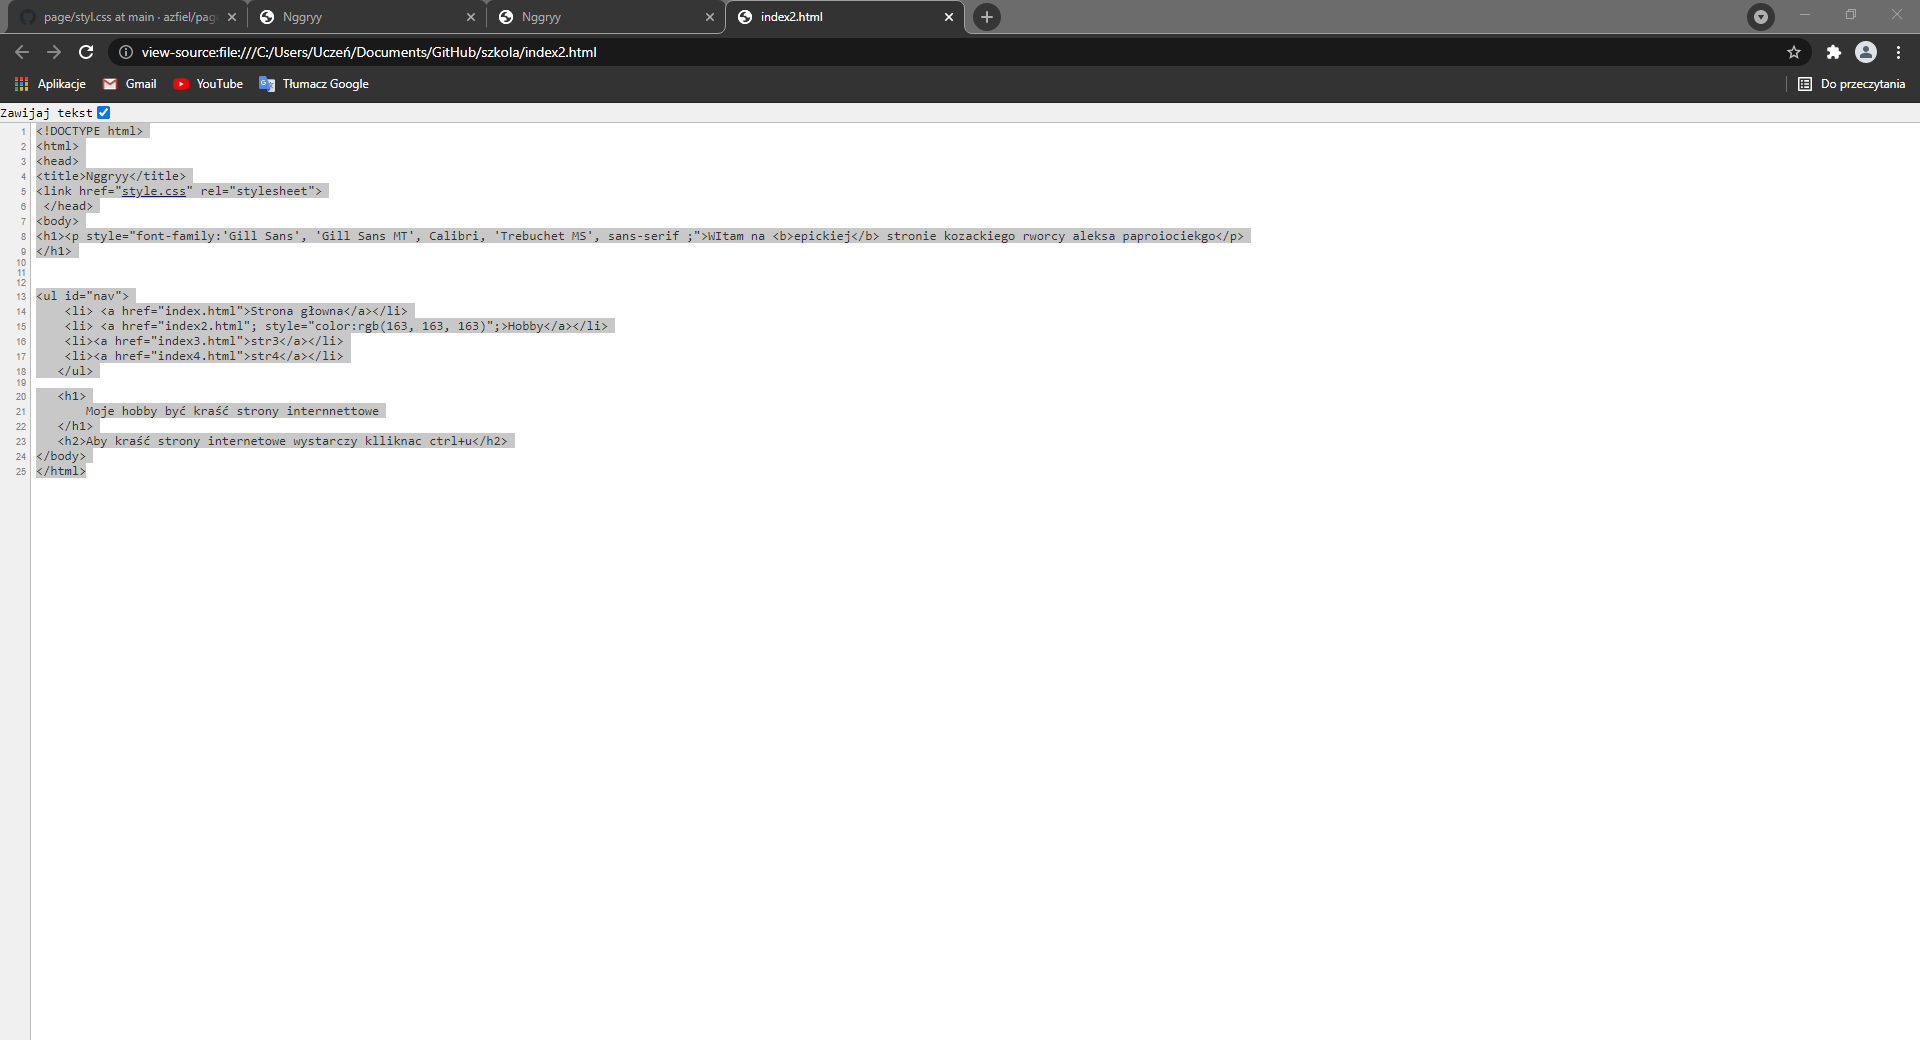 page/styl.css at main · azfiel/pag
Nggryy
Nggryy
index2.html
view-source:file:///C:/Users/Uczeń/Documents/GitHub/szkola/index2.html
Aplikacje
Gmail
YouTube
Tłumacz Google
Do przeczytania
Zawijaj tekst
1 <!DOCTYPE html>
2 <html>
3 <head>
4 <title>Nggryy</title>
5 <link href="style.css" rel="stylesheet">
6  </head>
7 <body>
8 <h1><p style="font-family:'Gill Sans', 'Gill Sans MT', Calibri, 'Trebuchet MS', sans-serif ;">WItam na <b>epickiej</b> stronie kozackiego rworcy aleksa paproiociekgo</p>
9 </h1>
10
11
12
13 <ul id="nav">
14     <li> <a href="index.html">Strona głowna</a></li>
15     <li> <a href="index2.html"; style="color:rgb(163, 163, 163)";>Hobby</a></li>
16     <li><a href="index3.html">str3</a></li>
17     <li><a href="index4.html">str4</a></li>
18    </ul>
19
20    <h1>
21        Moje hobby być kraść strony internnettowe
22    </h1>
23    <h2>Aby kraść strony internetowe wystarczy klliknac ctrl+u</h2>
24 </body>
25 </html>